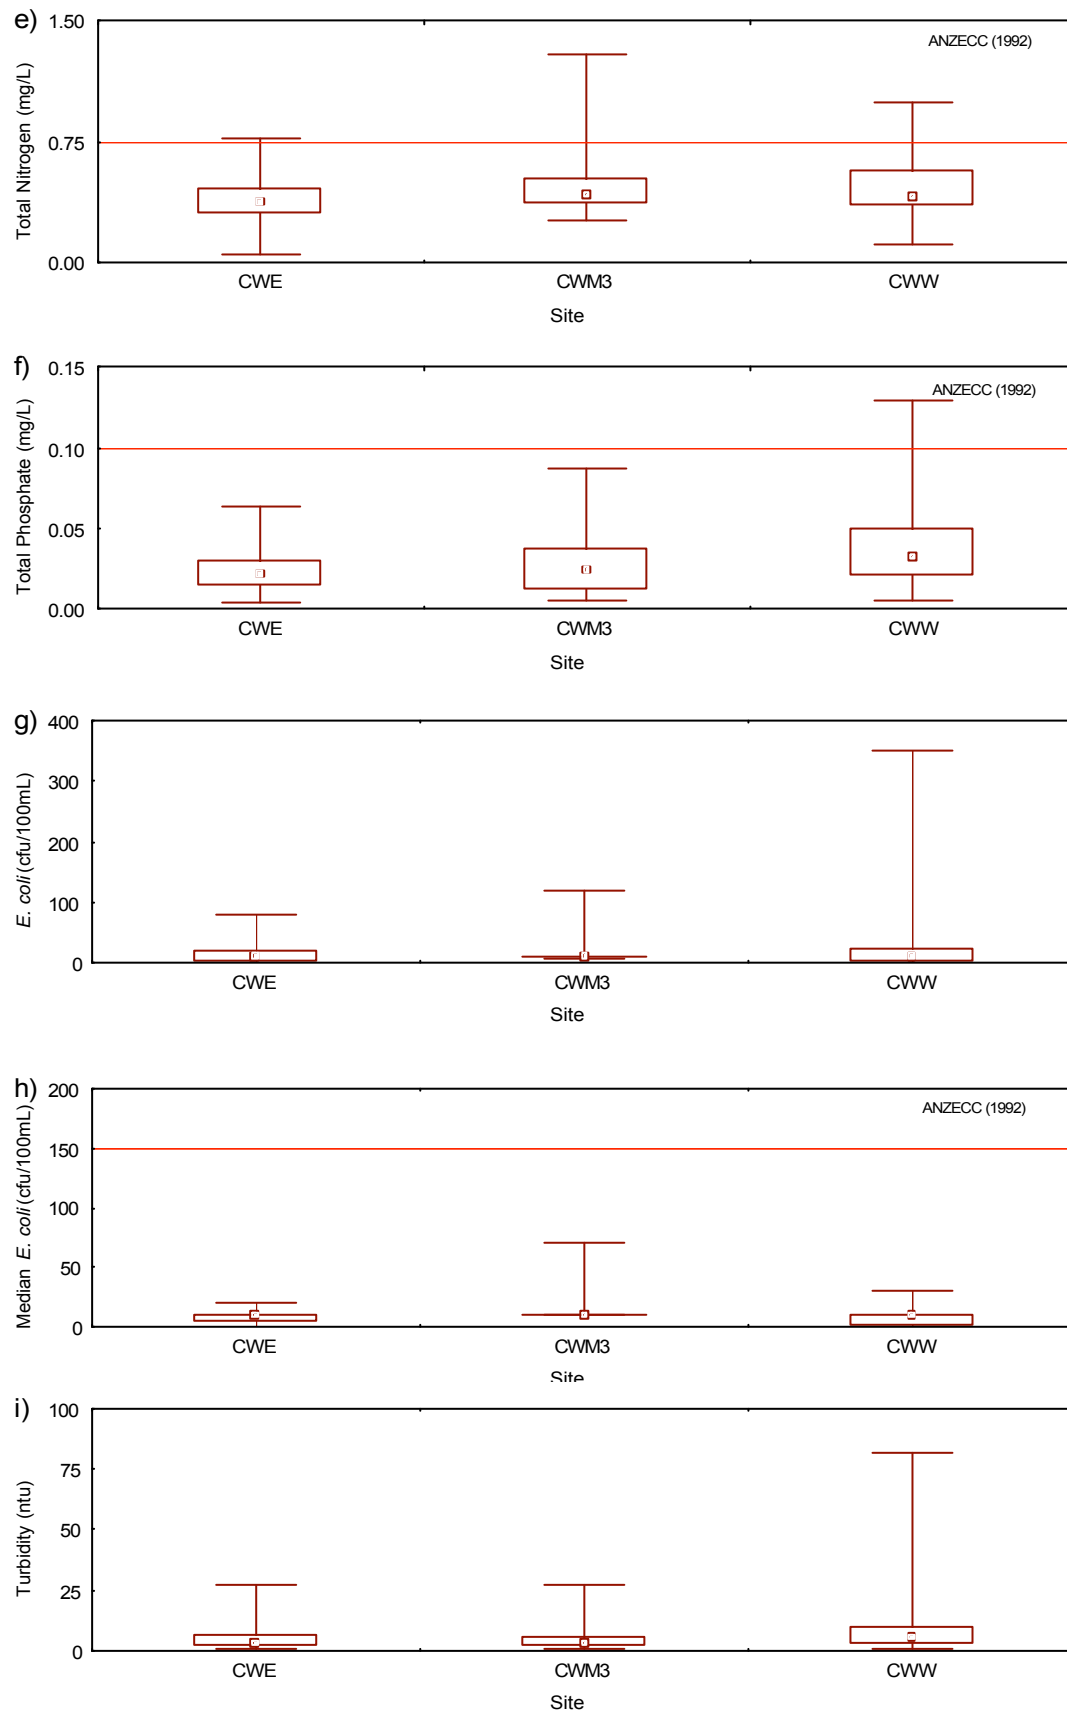 e)
1.50
ANZECC (1992)
Total Nitrogen (mg/L)
0.75
0.00
CWE CWM3 CWW
Site
f)
0.15
ANZECC (1992)
Total Phosphate (mg/L)
0.10
0.05
0.00
CWE CWM3 CWW
Site
g)
400
E. coli (cfu/100mL)
300
200
100
0
CWE CWM3 CWW
Site
h)
200
ANZECC (1992)
Median E. coli (cfu/100mL)
150
100
50
0
CWE CWM3 CWW
Site
i)
100
Turbidity (ntu)
75
50
25
0
CWE CWM3 CWW
Site